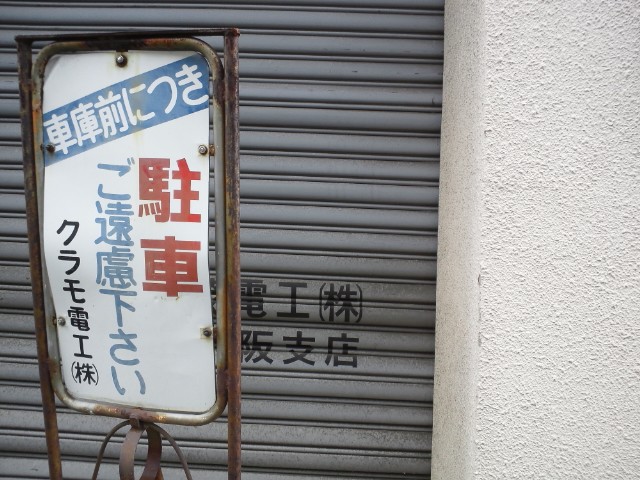 車庫前につき
駐車
ご遠慮下さい
クラモ電工㈱
電工㈱
阪支店